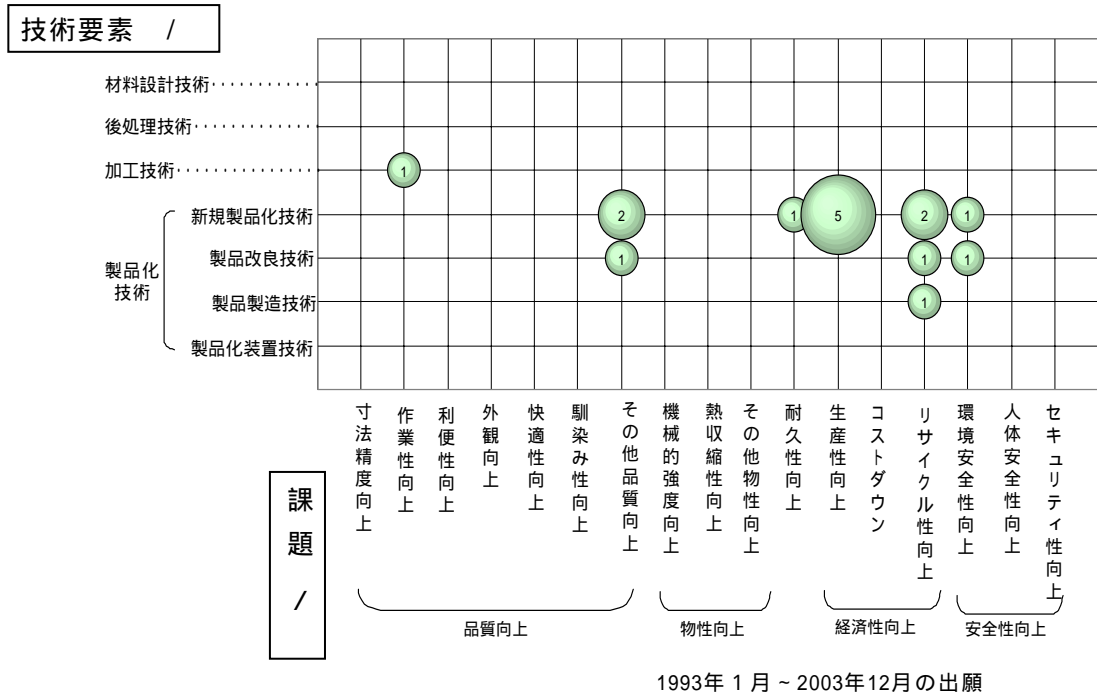 技術要素 /
材料設計技術
後処理技術
加工技術
1
新規製品化技術
2
1
5
2
1
製品化
技術
製品改良技術
1
1
1
製品製造技術
1
製品化装置技術
寸法精度向上
作業性向上
利便性向上
外観向上
快適性向上
馴染み性向上
その他品質向上
機械的強度向上
熱収縮性向上
その他物性向上
耐久性向上
生産性向上
コストダウン
リサイクル性向上
環境安全性向上
人体安全性向上
セキュリティ性向上
課題 /
品質向上
物性向上
経済性向上
安全性向上
1993年1月~2003年12月の出願